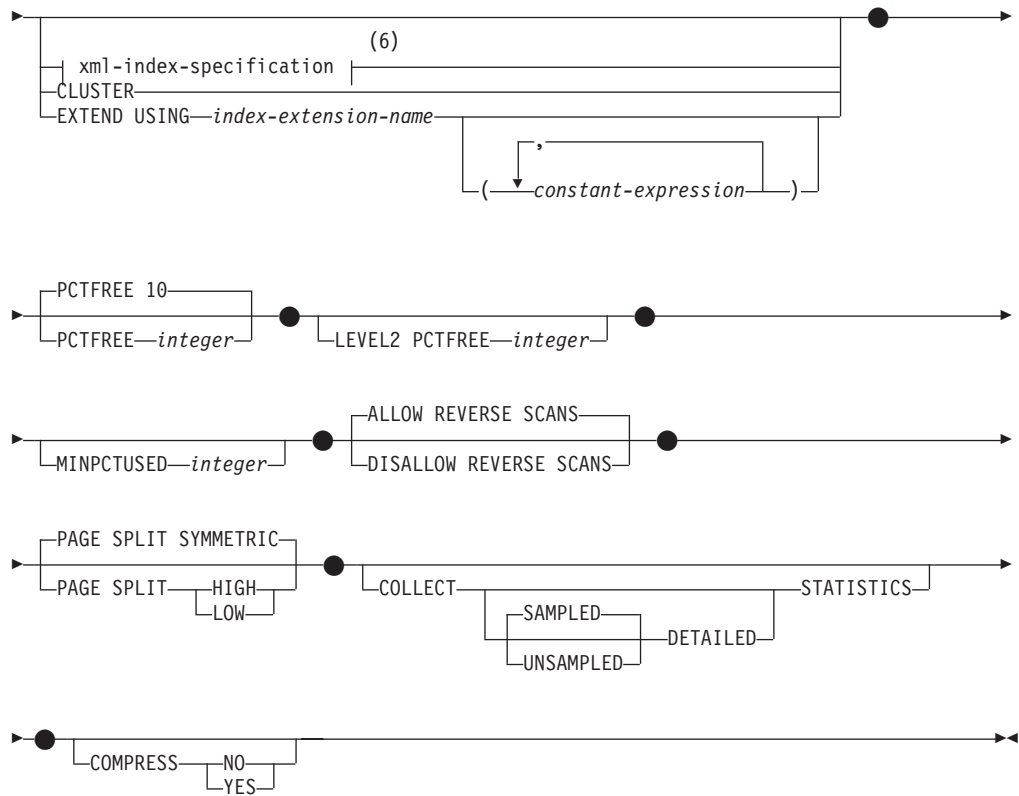 (6)
xml-index-specification
CLUSTER
EXTEND USING index-extension-name
,
( constant-expression )
PCTFREE 10
PCTFREE integer
LEVEL2 PCTFREE integer
MINPCTUSED integer
ALLOW REVERSE SCANS
DISALLOW REVERSE SCANS
PAGE SPLIT SYMMETRIC
PAGE SPLIT HIGH
LOW
COLLECT STATISTICS
SAMPLED
DETAILED
UNSAMPLED
COMPRESS NO
YES